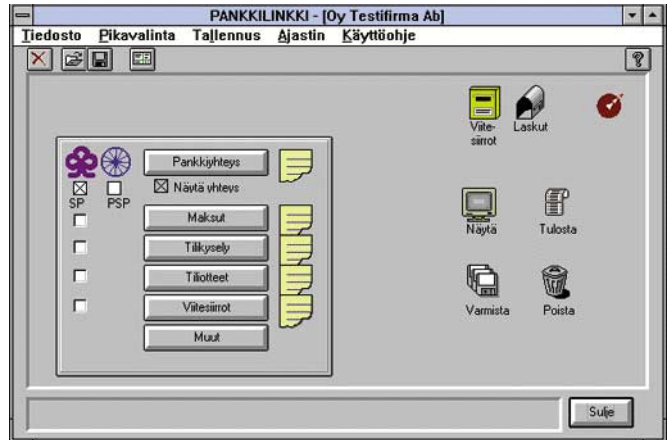 PANKKILINKKI - [Oy Testifirma Ab]
Tiedosto Pikavalinta Tallennus Ajastin Käyttöohje
?
Viite-
siirrot
Laskut
Pankkiyhteys
Näytä yhteys
SP PSP
Maksut
Tilikysely
Tiliotteet
Viitesiirrot
Muut
Näytä
Tulosta
Varmista
Poista
Sulje